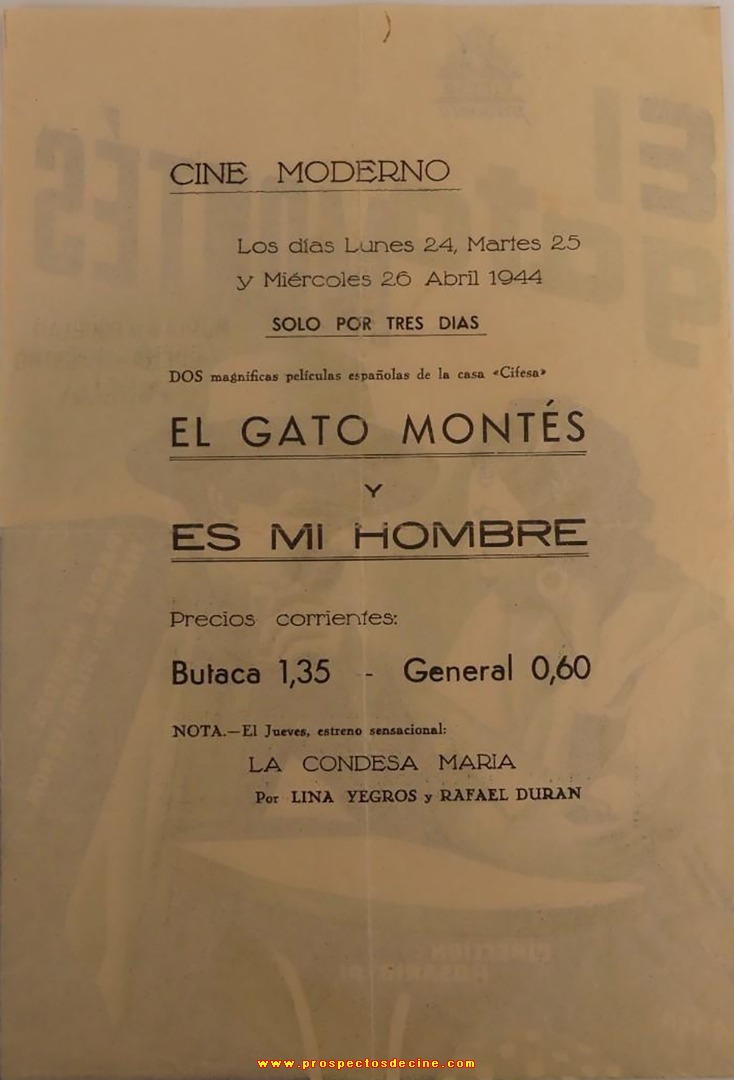 CINE MODERNO
Los días Lunes 24, Martes 25
y Miércoles 26 Abril 1944
SOLO POR TRES DIAS
DOS magníficas películas españolas de la casa «Cifesa»
EL GATO MONTÉS
Y
ES MI HOMBRE
Precios corrientes:
Butaca 1,35 - General 0,60
NOTA.—El Jueves, estreno sensacional:
LA CONDESA MARIA
Por LINA YEGROS y RAFAEL DURAN
www.prospectosdecine.com